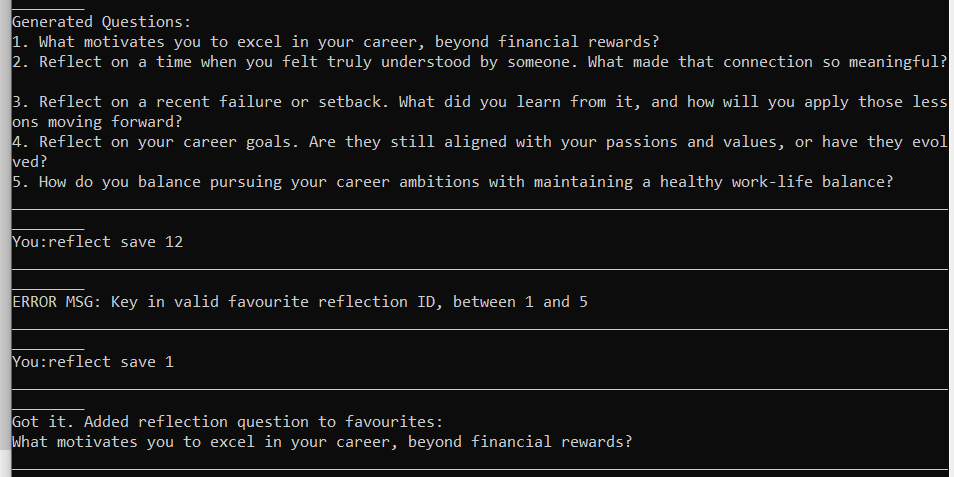 Generated Questions:
1. What motivates you to excel in your career, beyond financial rewards?
2. Reflect on a time when you felt truly understood by someone. What made that connection so meaningful?
3. Reflect on a recent failure or setback. What did you learn from it, and how will you apply those less
ons moving forward?
4. Reflect on your career goals. Are they still aligned with your passions and values, or have they evol
ved?
5. How do you balance pursuing your career ambitions with maintaining a healthy work-life balance?
You:reflect save 12
ERROR MSG: Key in valid favourite reflection ID, between 1 and 5
You:reflect save 1
Got it. Added reflection question to favourites:
What motivates you to excel in your career, beyond financial rewards?